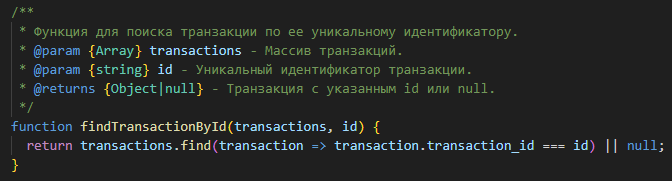 /**
 * Функция для поиска транзакции по ее уникальному идентификатору.
 * @param {Array} transactions - Массив транзакций.
 * @param {string} id - Уникальный идентификатор транзакции.
 * @returns {Object|null} - Транзакция с указанным id или null.
 */
function findTransactionById(transactions, id) {
  return transactions.find(transaction => transaction.transaction_id === id) || null;
}